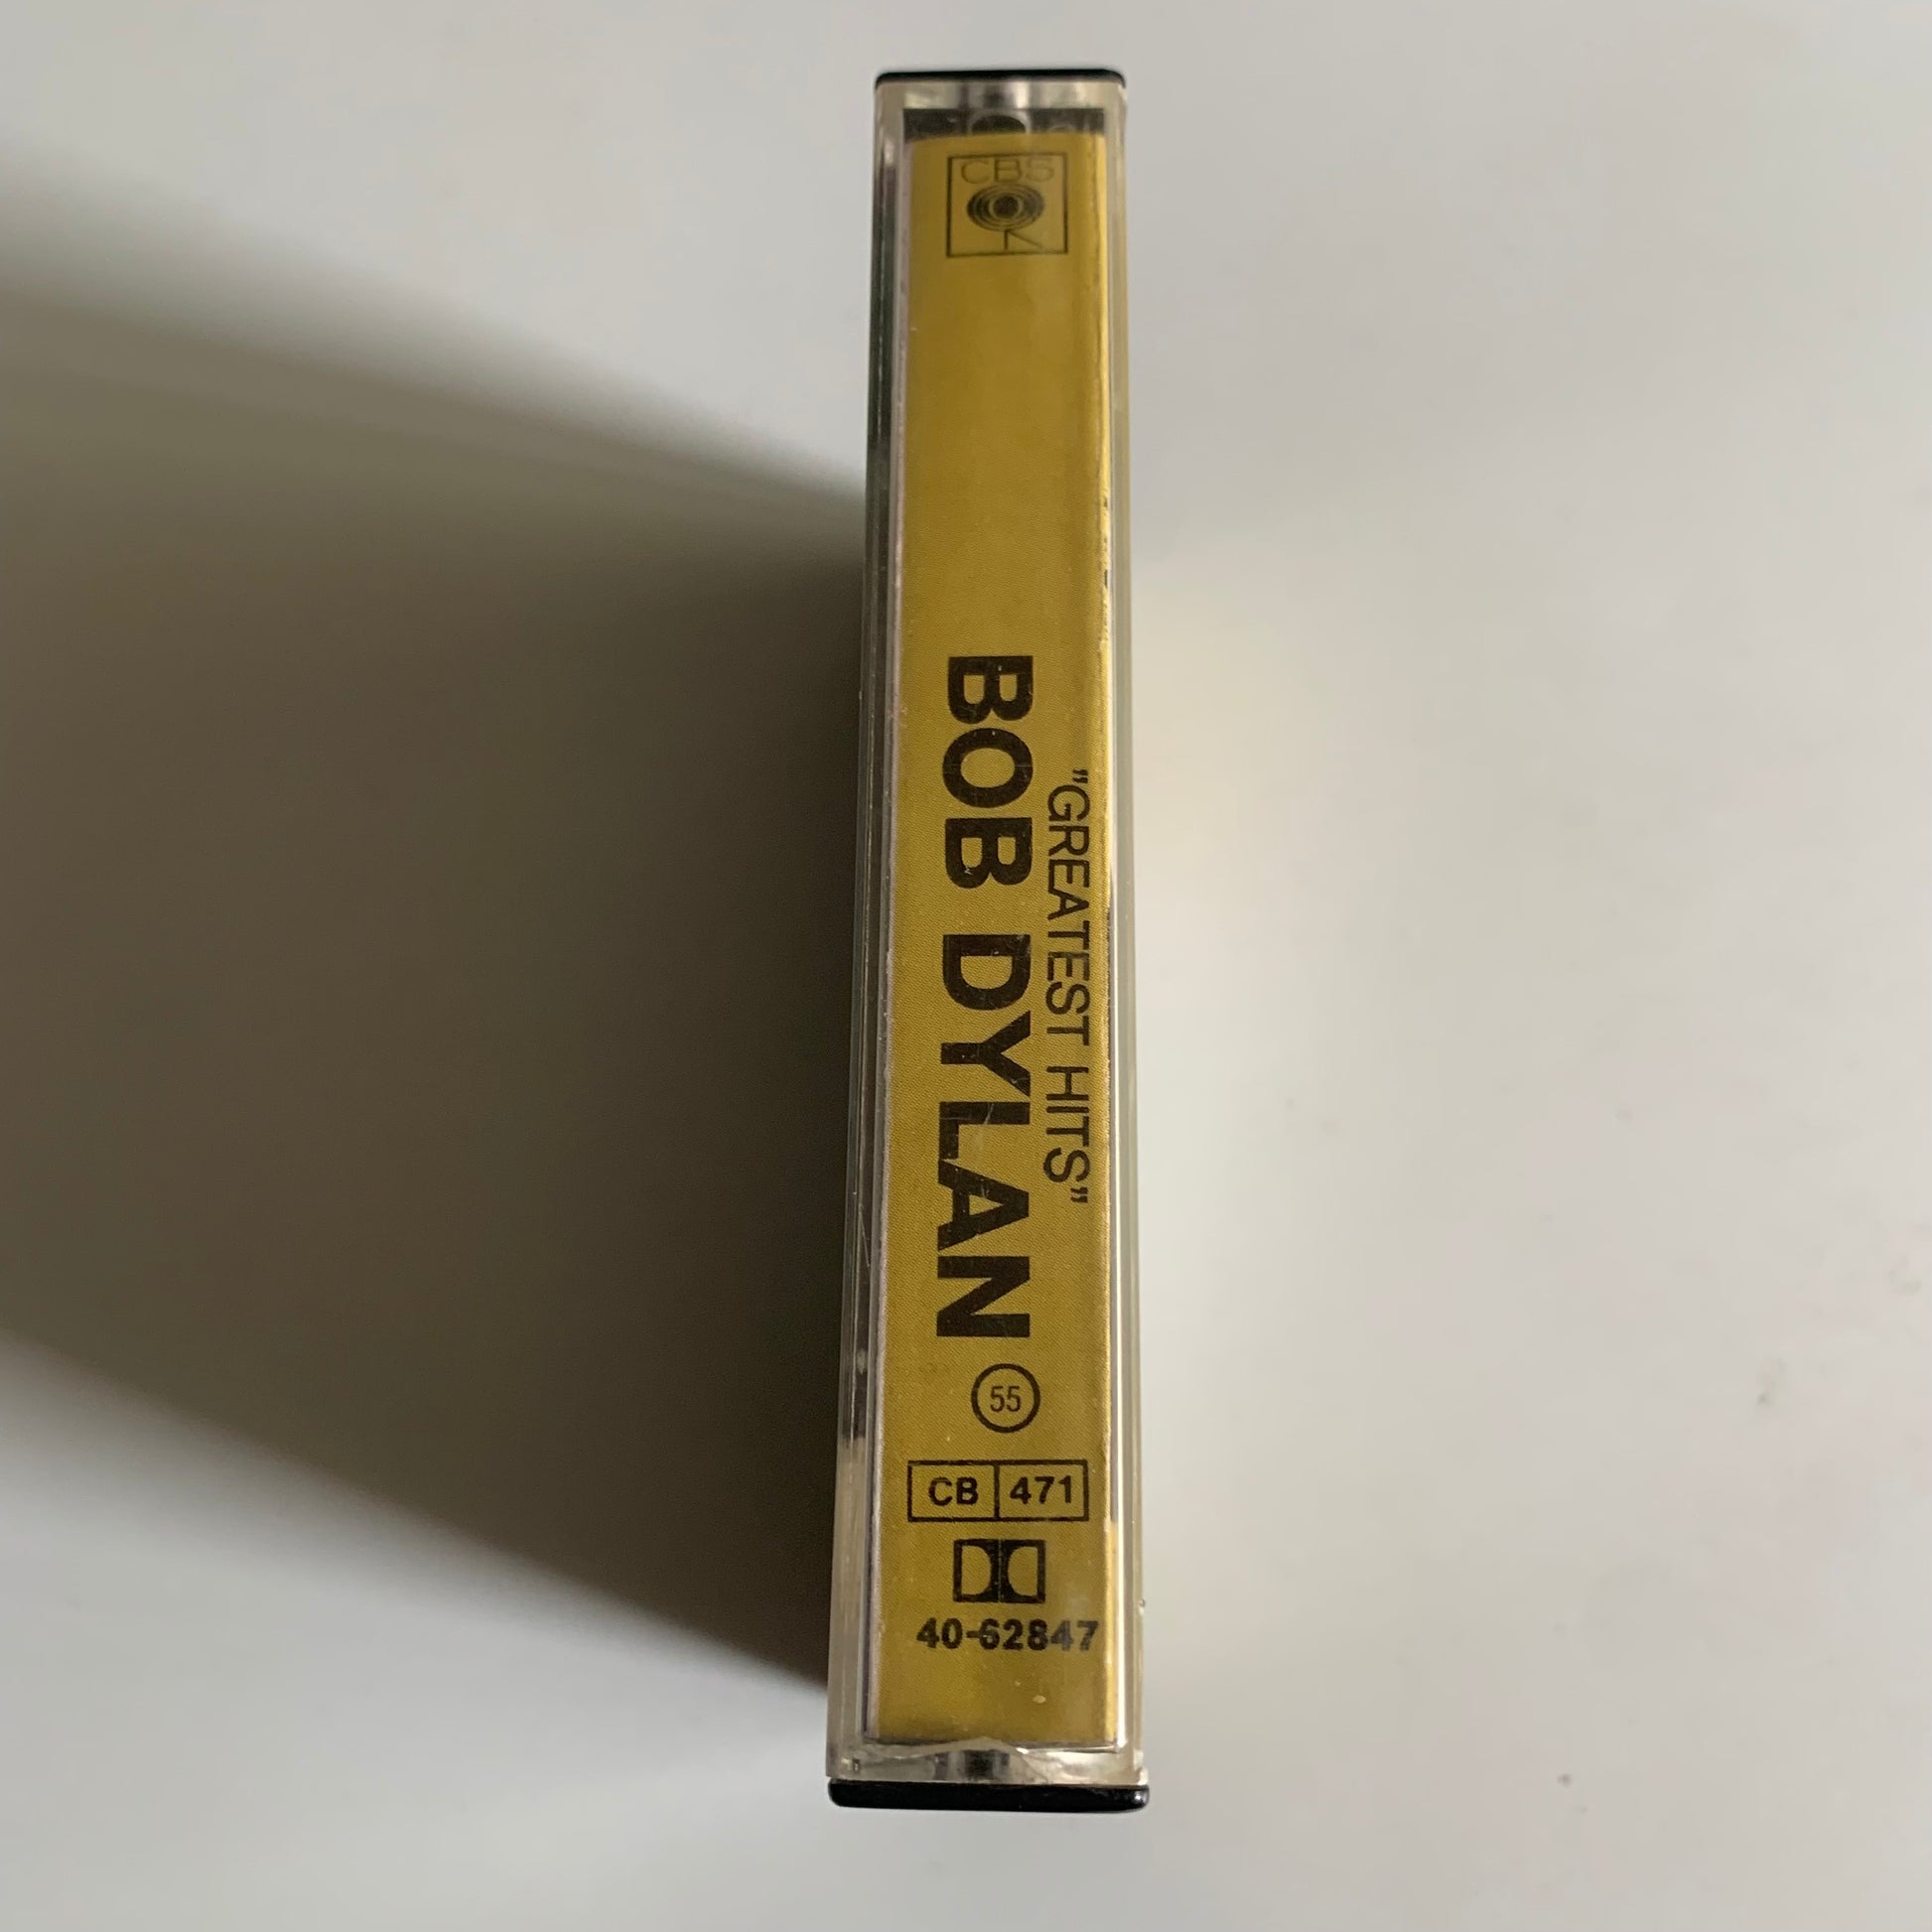 CBS
"GREATEST HITS"
BOB DYLAN
55
CB 471
40-62847